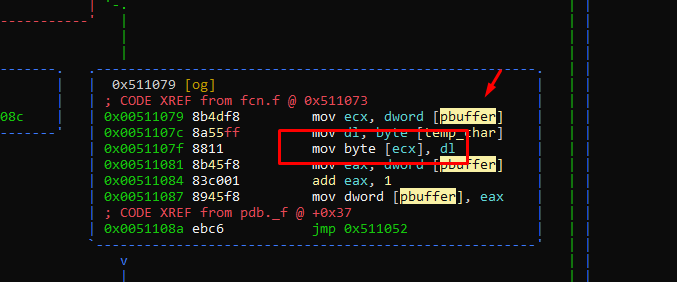 0x511079 [og]
; CODE XREF from fcn.f @ 0x511073
0x00511079 8b4df8 mov ecx, dword [pbuffer]
0x0051107c 8a55ff mov dl, byte [temp_char]
0x0051107f 8811 mov byte [ecx], dl
08c
0x00511081 8b45f8 mov eax, dword [pbuffer]
0x00511084 83c001 add eax, 1
0x00511087 8945f8 mov dword [pbuffer], eax
; CODE XREF from pdb._f @ +0x37
0x0051108a ebc6 jmp 0x511052
v